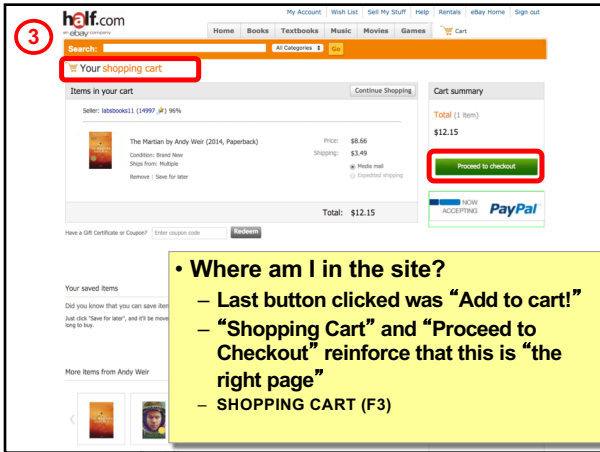 3
half.com
an ebay company
My Account Wish List Sell My Stuff Help Rentals eBay Home Sign out
Home Books Textbooks Music Movies Games Cart
Search: All Categories Go
Your shopping cart
Items in your cart Continue Shopping
Cart summary
Seller: labsbooks11 (14997) 96%
Total (1 item)
$12.15
Proceed to checkout
The Martian by Andy Weir (2014, Paperback)
Condition: Brand New
Ships from: Multiple
Remove | Save for later
Price: $8.66
Shipping: $3.49
Media mail
Expedited shipping
NOW
ACCEPTING PayPal
Total: $12.15
Have a Gift Certificate or Coupon? Enter coupon code Redeem
Your saved items
Did you know that you can save item
Just click "Save for later", and it'll be move
long to buy.
More items from Andy Weir
• Where am I in the site?
– Last button clicked was “Add to cart!”
– “Shopping Cart” and “Proceed to
Checkout” reinforce that this is “the
right page”
– SHOPPING CART (F3)